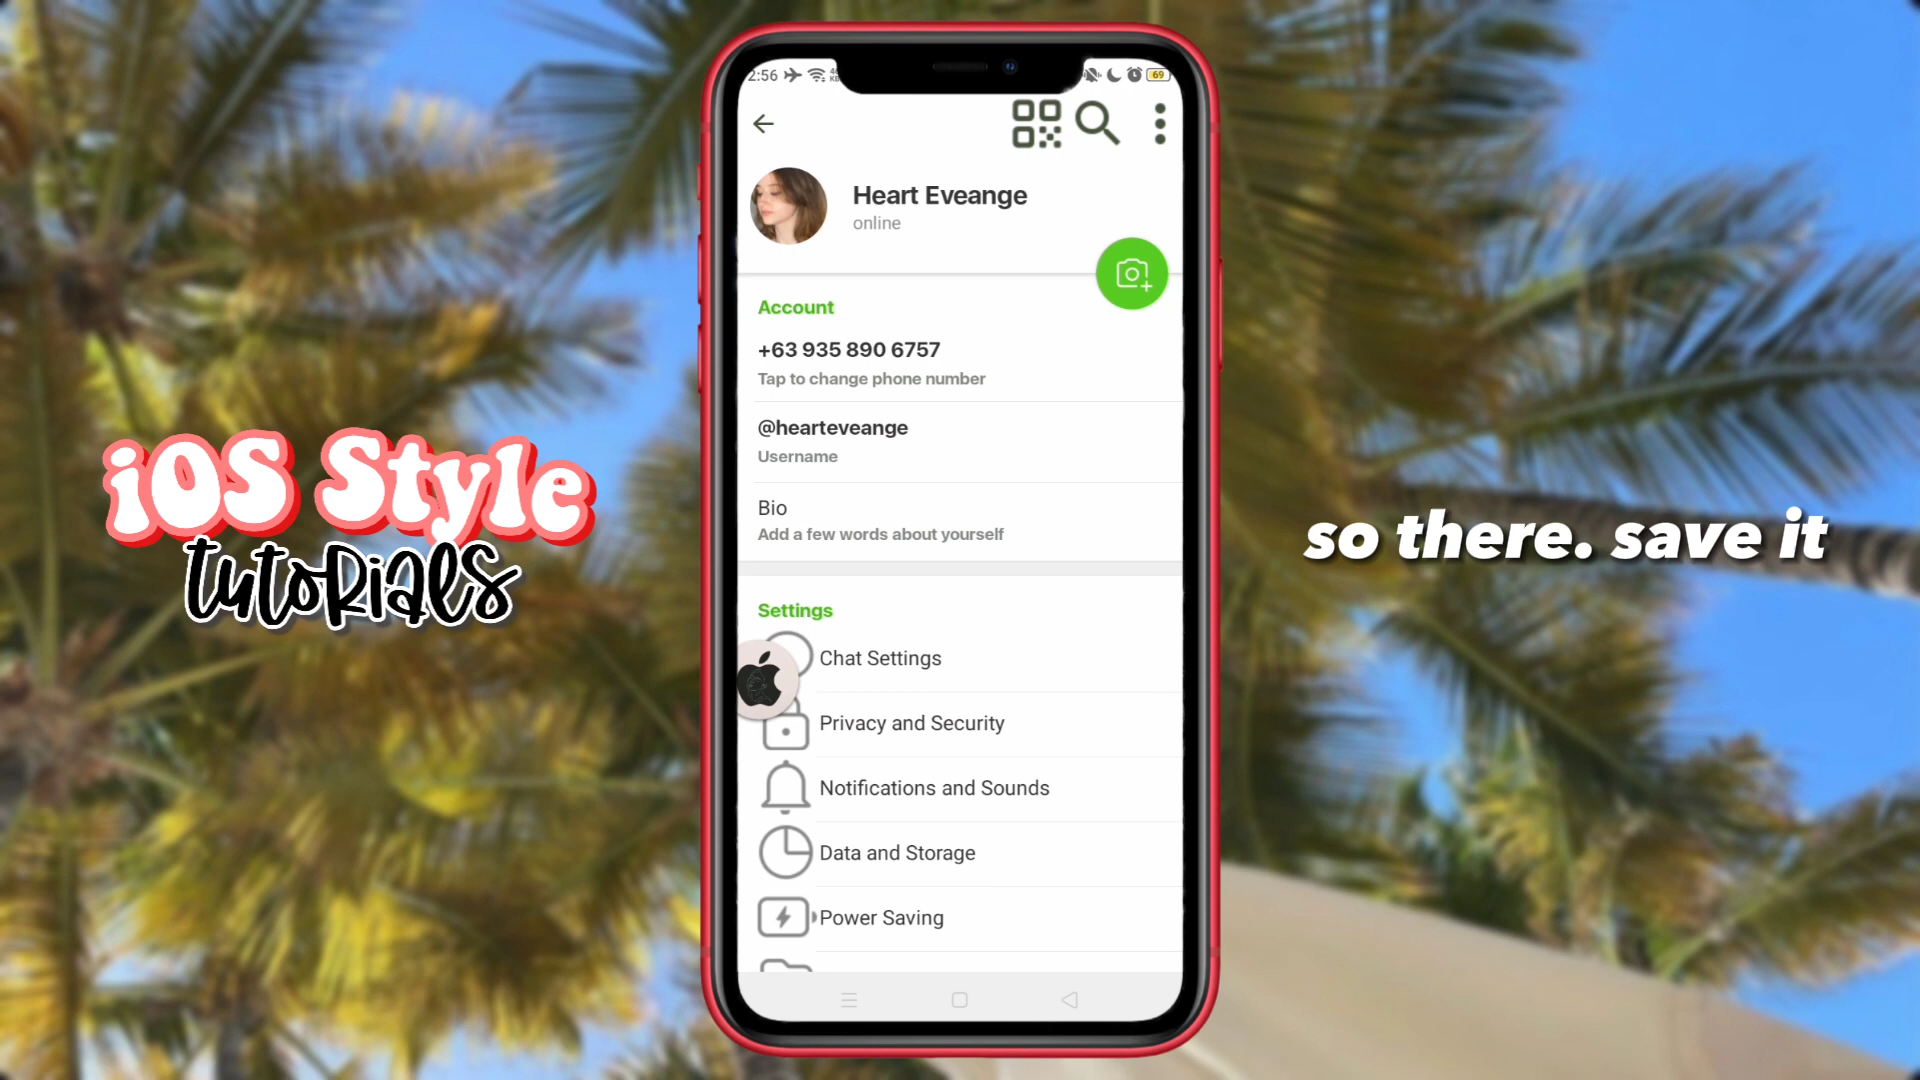 2:56
69
Heart Eveange
online
Account
+63 935 890 6757
Tap to change phone number
@hearteveange
Username
Bio
Add a few words about yourself
Settings
Chat Settings
Privacy and Security
Notifications and Sounds
Data and Storage
Power Saving
iOS Style
tutorials
so there. save it